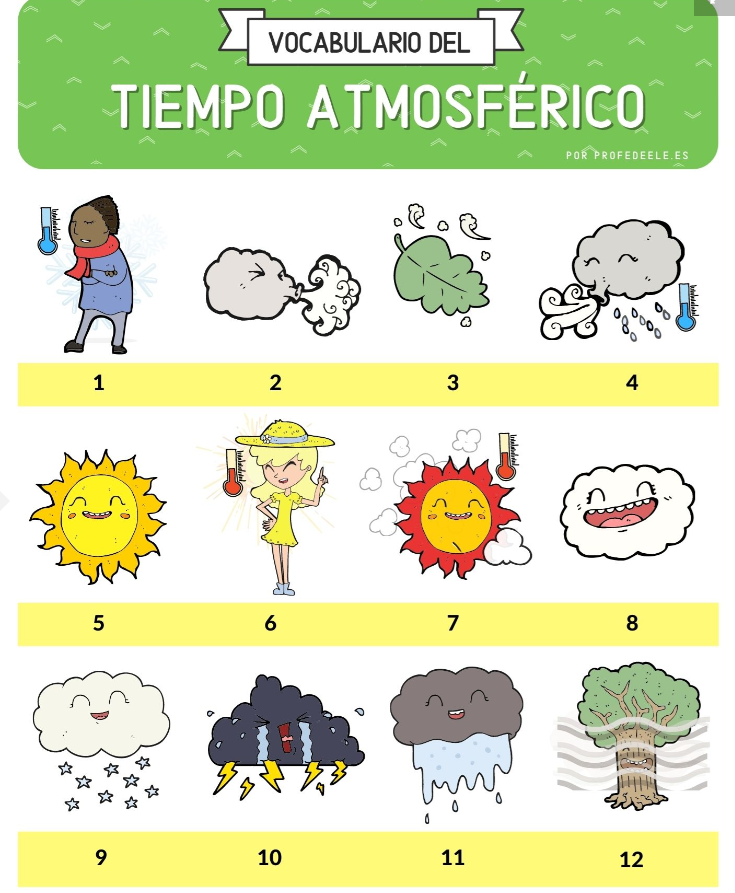 VOCABULARIO DEL
TIEMPO ATMOSFÉRICO
POR PROFEDEELE.ES
1 2 3 4
5 6 7 8
9 10 11 12